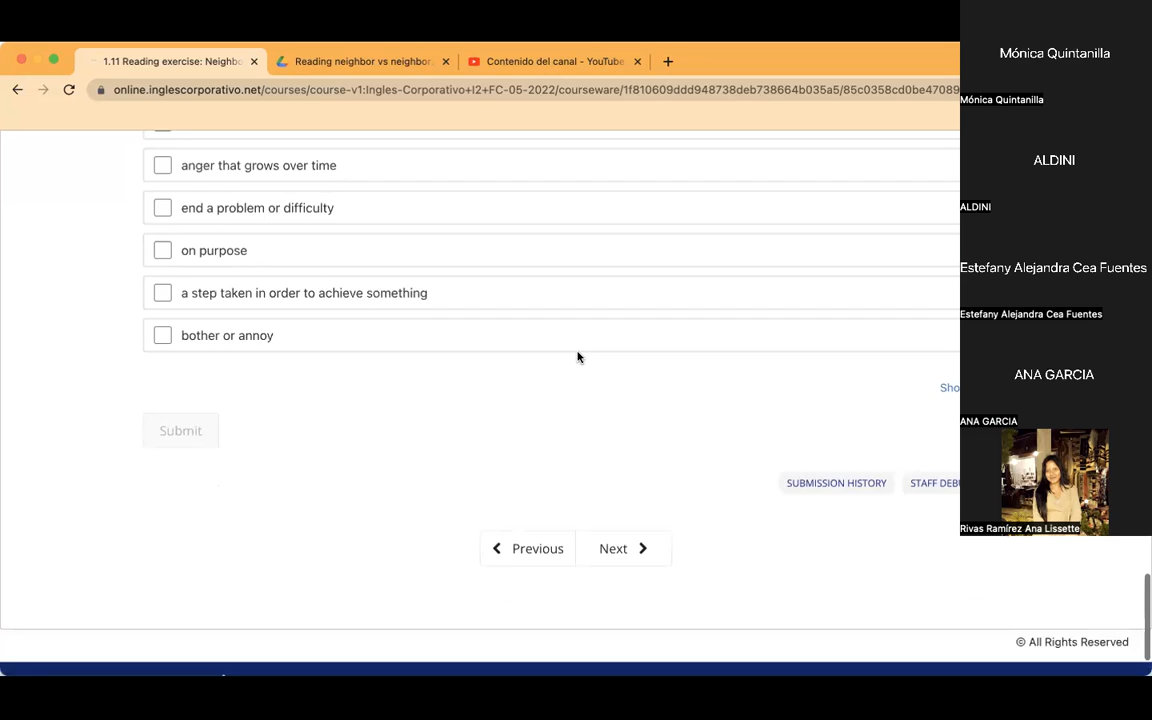 Mónica Quintanilla
1.11 Reading exercise: Neighbo
Reading neighbor vs neighbor.
Contenido del canal - YouTube
online.inglescorporativo.net/courses/course-v1:Ingles-Corporativo+I2+FC-05-2022/courseware/1f810609ddd948738deb738664b035a5/85c0358cd0be47089
Mónica Quintanilla
ALDINI
anger that grows over time
ALDINI
end a problem or difficulty
on purpose
Estefany Alejandra Cea Fuentes
a step taken in order to achieve something
Estefany Alejandra Cea Fuentes
bother or annoy
ANA GARCIA
Sho
ANA GARCIA
Submit
SUBMISSION HISTORY
STAFF DEBU
Rivas Ramírez Ana Lissette
Previous
Next
© All Rights Reserved